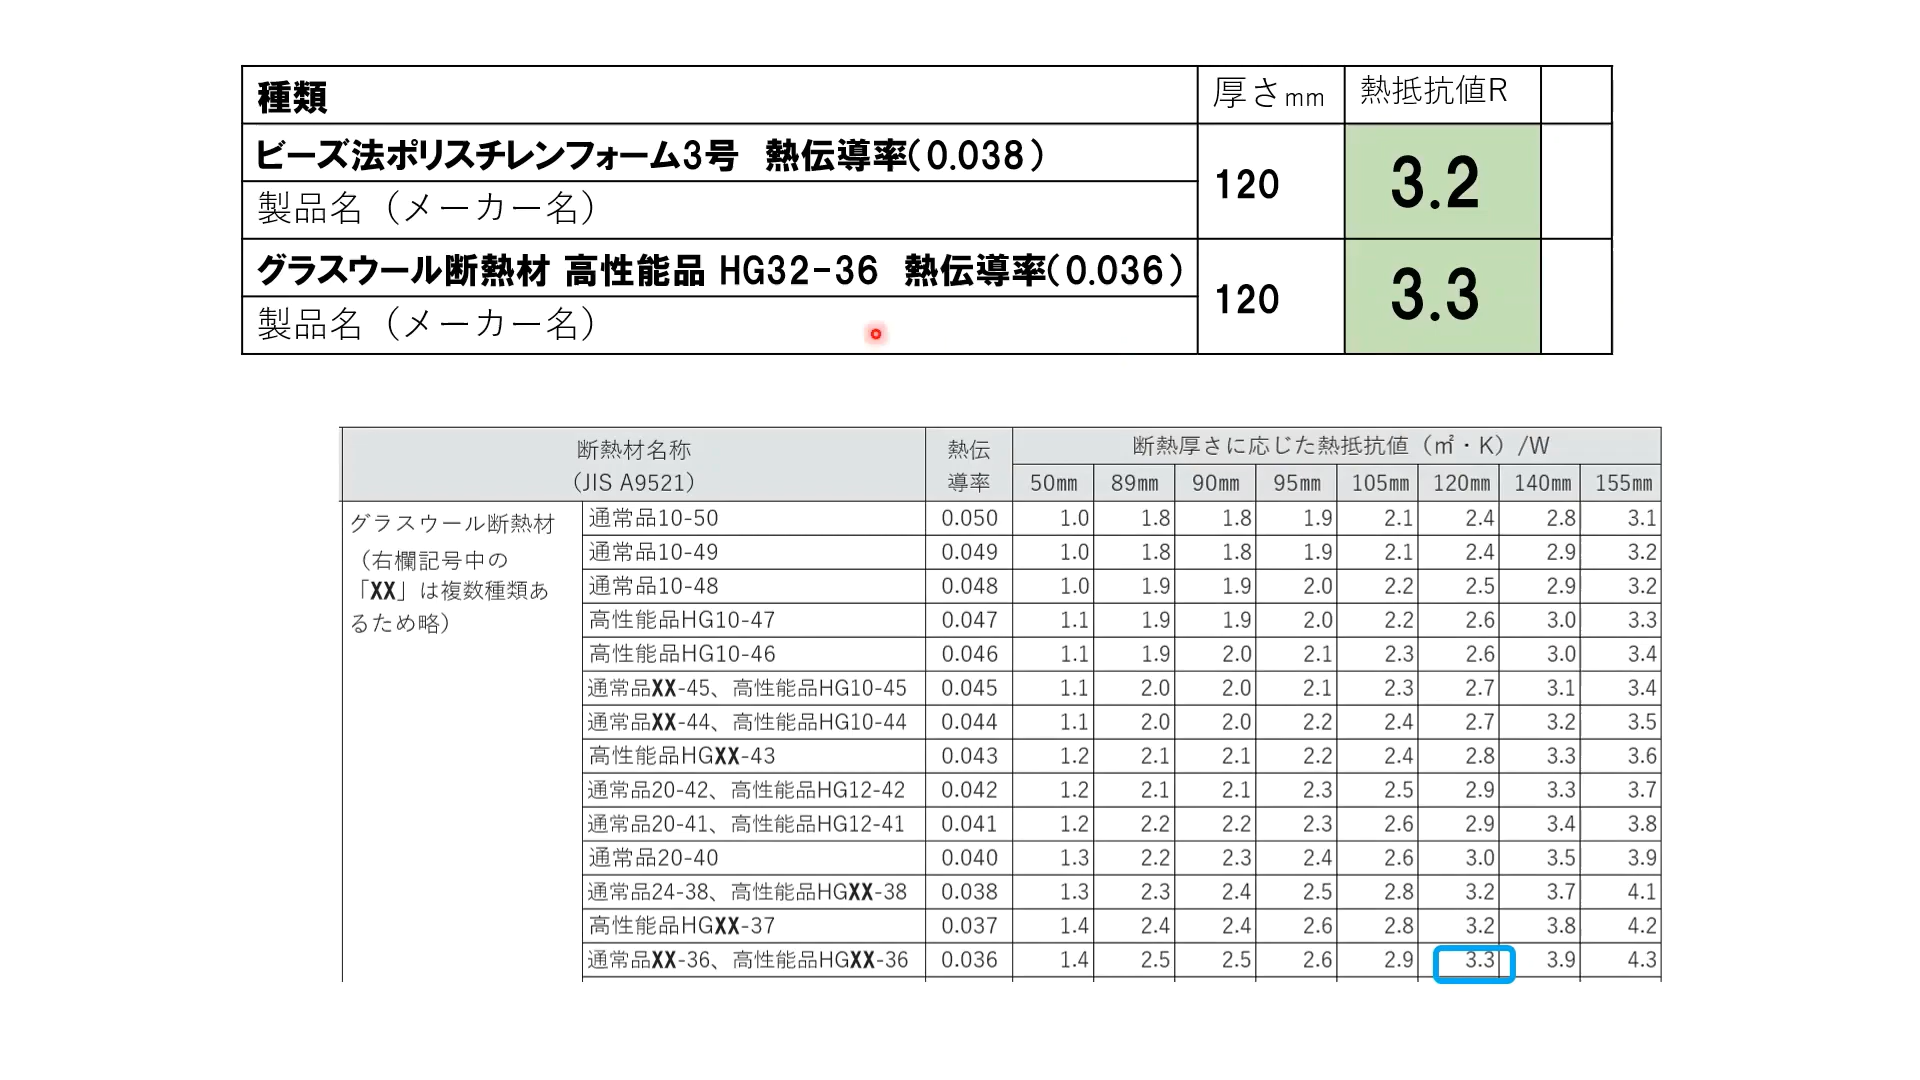 種類 厚さmm 熱抵抗値R
ビーズ法ポリスチレンフォーム3号 熱伝導率(0.038) 120 3.2
製品名（メーカー名）
グラスウール断熱材 高性能品 HG32-36 熱伝導率(0.036) 120 3.3
製品名（メーカー名）
断熱材名称 熱伝 断熱厚さに応じた熱抵抗値（㎡・K）/W
（JIS A9521） 導率 50㎜ 89㎜ 90㎜ 95㎜ 105㎜ 120㎜ 140㎜ 155㎜
グラスウール断熱材 通常品10-50 0.050 1.0 1.8 1.8 1.9 2.1 2.4 2.8 3.1
（右欄記号中の 通常品10-49 0.049 1.0 1.8 1.8 1.9 2.1 2.4 2.9 3.2
「XX」は複数種類あ 通常品10-48 0.048 1.0 1.9 1.9 2.0 2.2 2.5 2.9 3.2
るため略） 高性能品HG10-47 0.047 1.1 1.9 1.9 2.0 2.2 2.6 3.0 3.3
高性能品HG10-46 0.046 1.1 1.9 2.0 2.1 2.3 2.6 3.0 3.4
通常品XX-45、高性能品HG10-45 0.045 1.1 2.0 2.0 2.1 2.3 2.7 3.1 3.4
通常品XX-44、高性能品HG10-44 0.044 1.1 2.0 2.0 2.2 2.4 2.7 3.2 3.5
高性能品HGXX-43 0.043 1.2 2.1 2.1 2.2 2.4 2.8 3.3 3.6
通常品20-42、高性能品HG12-42 0.042 1.2 2.1 2.1 2.3 2.5 2.9 3.3 3.7
通常品20-41、高性能品HG12-41 0.041 1.2 2.2 2.2 2.3 2.6 2.9 3.4 3.8
通常品20-40 0.040 1.3 2.2 2.3 2.4 2.6 3.0 3.5 3.9
通常品24-38、高性能品HGXX-38 0.038 1.3 2.3 2.4 2.5 2.8 3.2 3.7 4.1
高性能品HGXX-37 0.037 1.4 2.4 2.4 2.6 2.8 3.2 3.8 4.2
通常品XX-36、高性能品HGXX-36 0.036 1.4 2.5 2.5 2.6 2.9 3.3 3.9 4.3